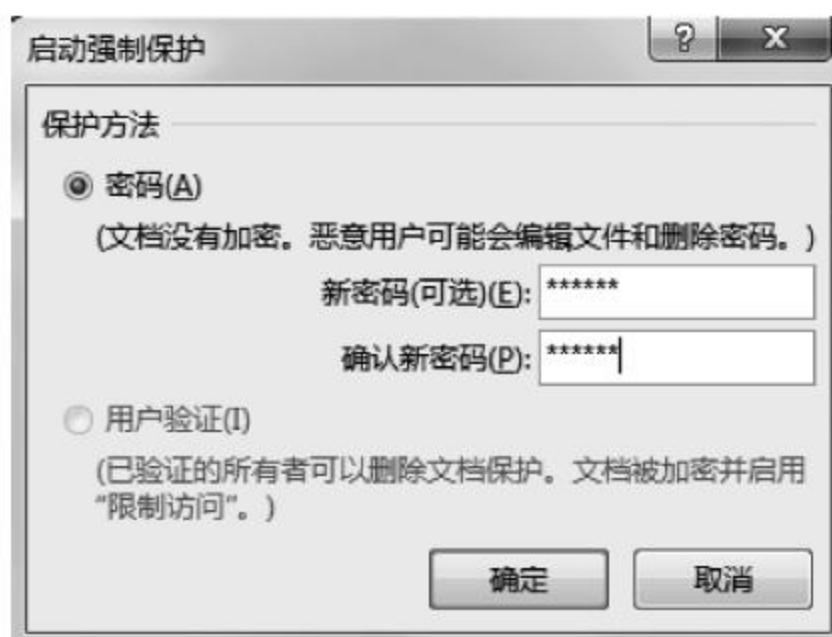 启动强制保护
?
x
保护方法
密码(A)
(文档没有加密。恶意用户可能会编辑文件和删除密码。)
新密码(可选)(E): ******
确认新密码(P): ******
用户验证(I)
(已验证的所有者可以删除文档保护。文档被加密并启用
“限制访问”。)
确定 取消